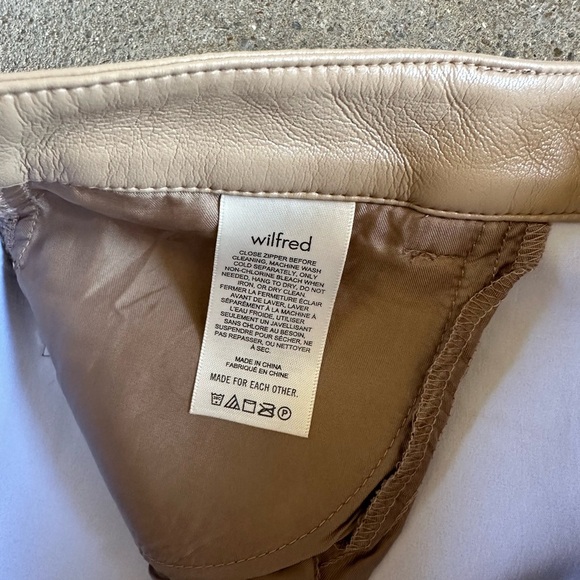 wilfred
CLOSE ZIPPER BEFORE
CLEANING, MACHINE WASH
COLD SEPARATELY, ONLY
NON-CHLORINE BLEACH WHEN
NEEDED, HANG TO DRY, DO NOT
IRON, OR DRY CLEAN.
FERMER LA FERMETURE ÉCLAIR
AVANT DE LAVER, LAVER
SÉPARÉMENT À LA MACHINE À
L'EAU FROIDE, UTILISER
SEULEMENT UN JAVELLISANT
SANS CHLORE AU BESOIN,
SUSPENDRE POUR SÉCHER, NE
PAS REPASSER, OU NETTOYER
À SEC.
MADE IN CHINA
FABRIQUÉ EN CHINE
MADE FOR EACH OTHER.